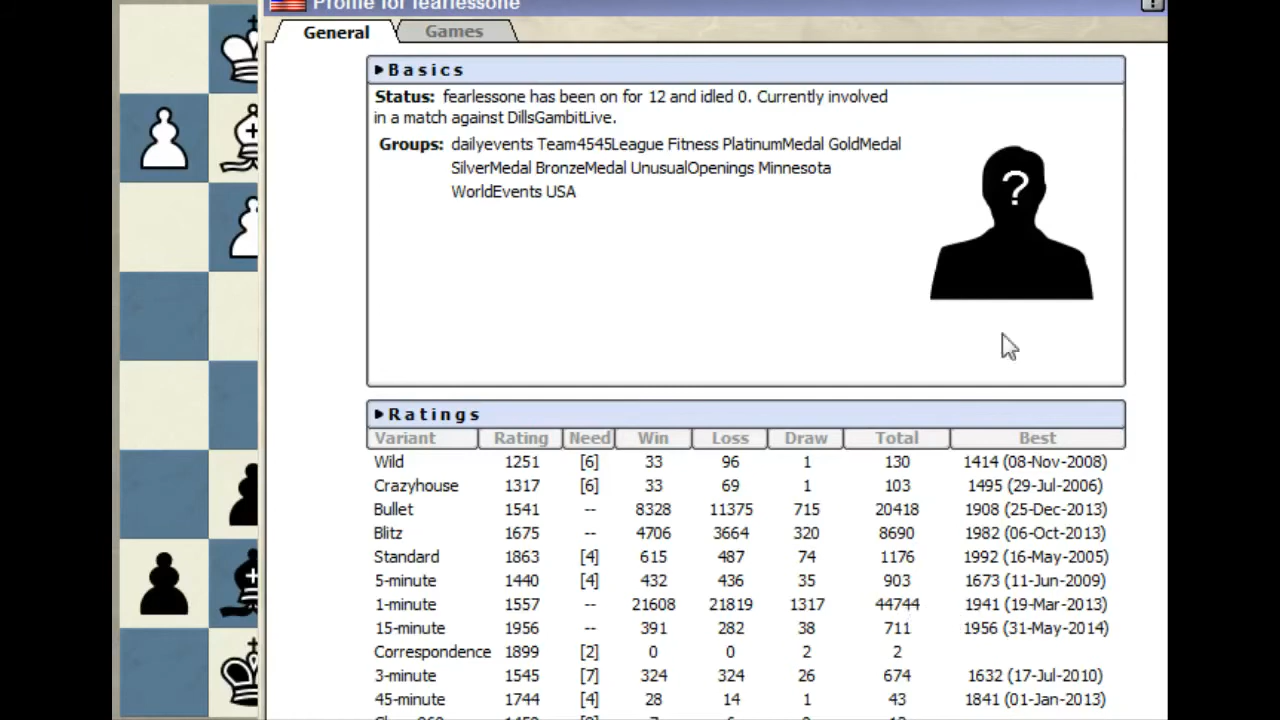 Profile for fearlessone
General Games
Basics
Status: fearlessone has been on for 12 and idled 0. Currently involved
in a match against DillsGambitLive.
Groups: dailyevents Team4545League Fitness PlatinumMedal GoldMedal
SilverMedal BronzeMedal UnusualOpenings Minnesota
WorldEvents USA
?
Ratings
Variant Rating Need Win Loss Draw Total Best
Wild 1251 [6] 33 96 1 130 1414 (08-Nov-2008)
Crazyhouse 1317 [6] 33 69 1 103 1495 (29-Jul-2006)
Bullet 1541 -- 8328 11375 715 20418 1908 (25-Dec-2013)
Blitz 1675 -- 4706 3664 320 8690 1982 (06-Oct-2013)
Standard 1863 [4] 615 487 74 1176 1992 (16-May-2005)
5-minute 1440 [4] 432 436 35 903 1673 (11-Jun-2009)
1-minute 1557 -- 21608 21819 1317 44744 1941 (19-Mar-2013)
15-minute 1956 -- 391 282 38 711 1956 (31-May-2014)
Correspondence 1899 [2] 0 0 2 2
3-minute 1545 [7] 324 324 26 674 1632 (17-Jul-2010)
45-minute 1744 [4] 28 14 1 43 1841 (01-Jan-2013)